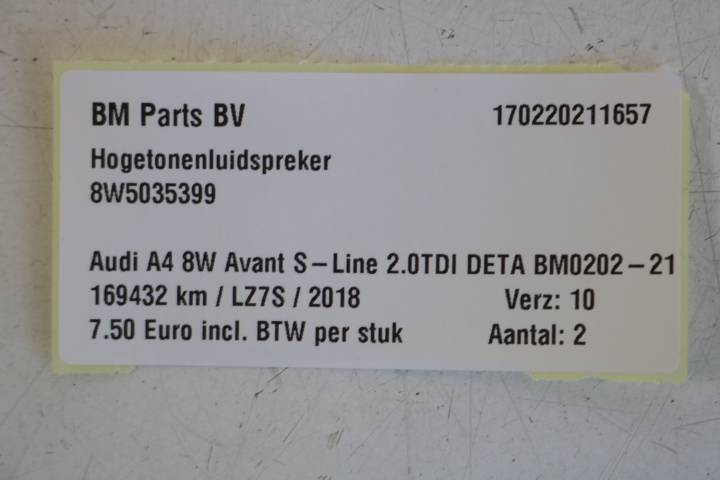 BM Parts BV 170220211657
Hogetonenluidspreker
8W5035399
Audi A4 8W Avant S-Line 2.0TDI DETA BM0202-21
169432 km / LZ7S / 2018 Verz: 10
7.50 Euro incl. BTW per stuk Aantal: 2